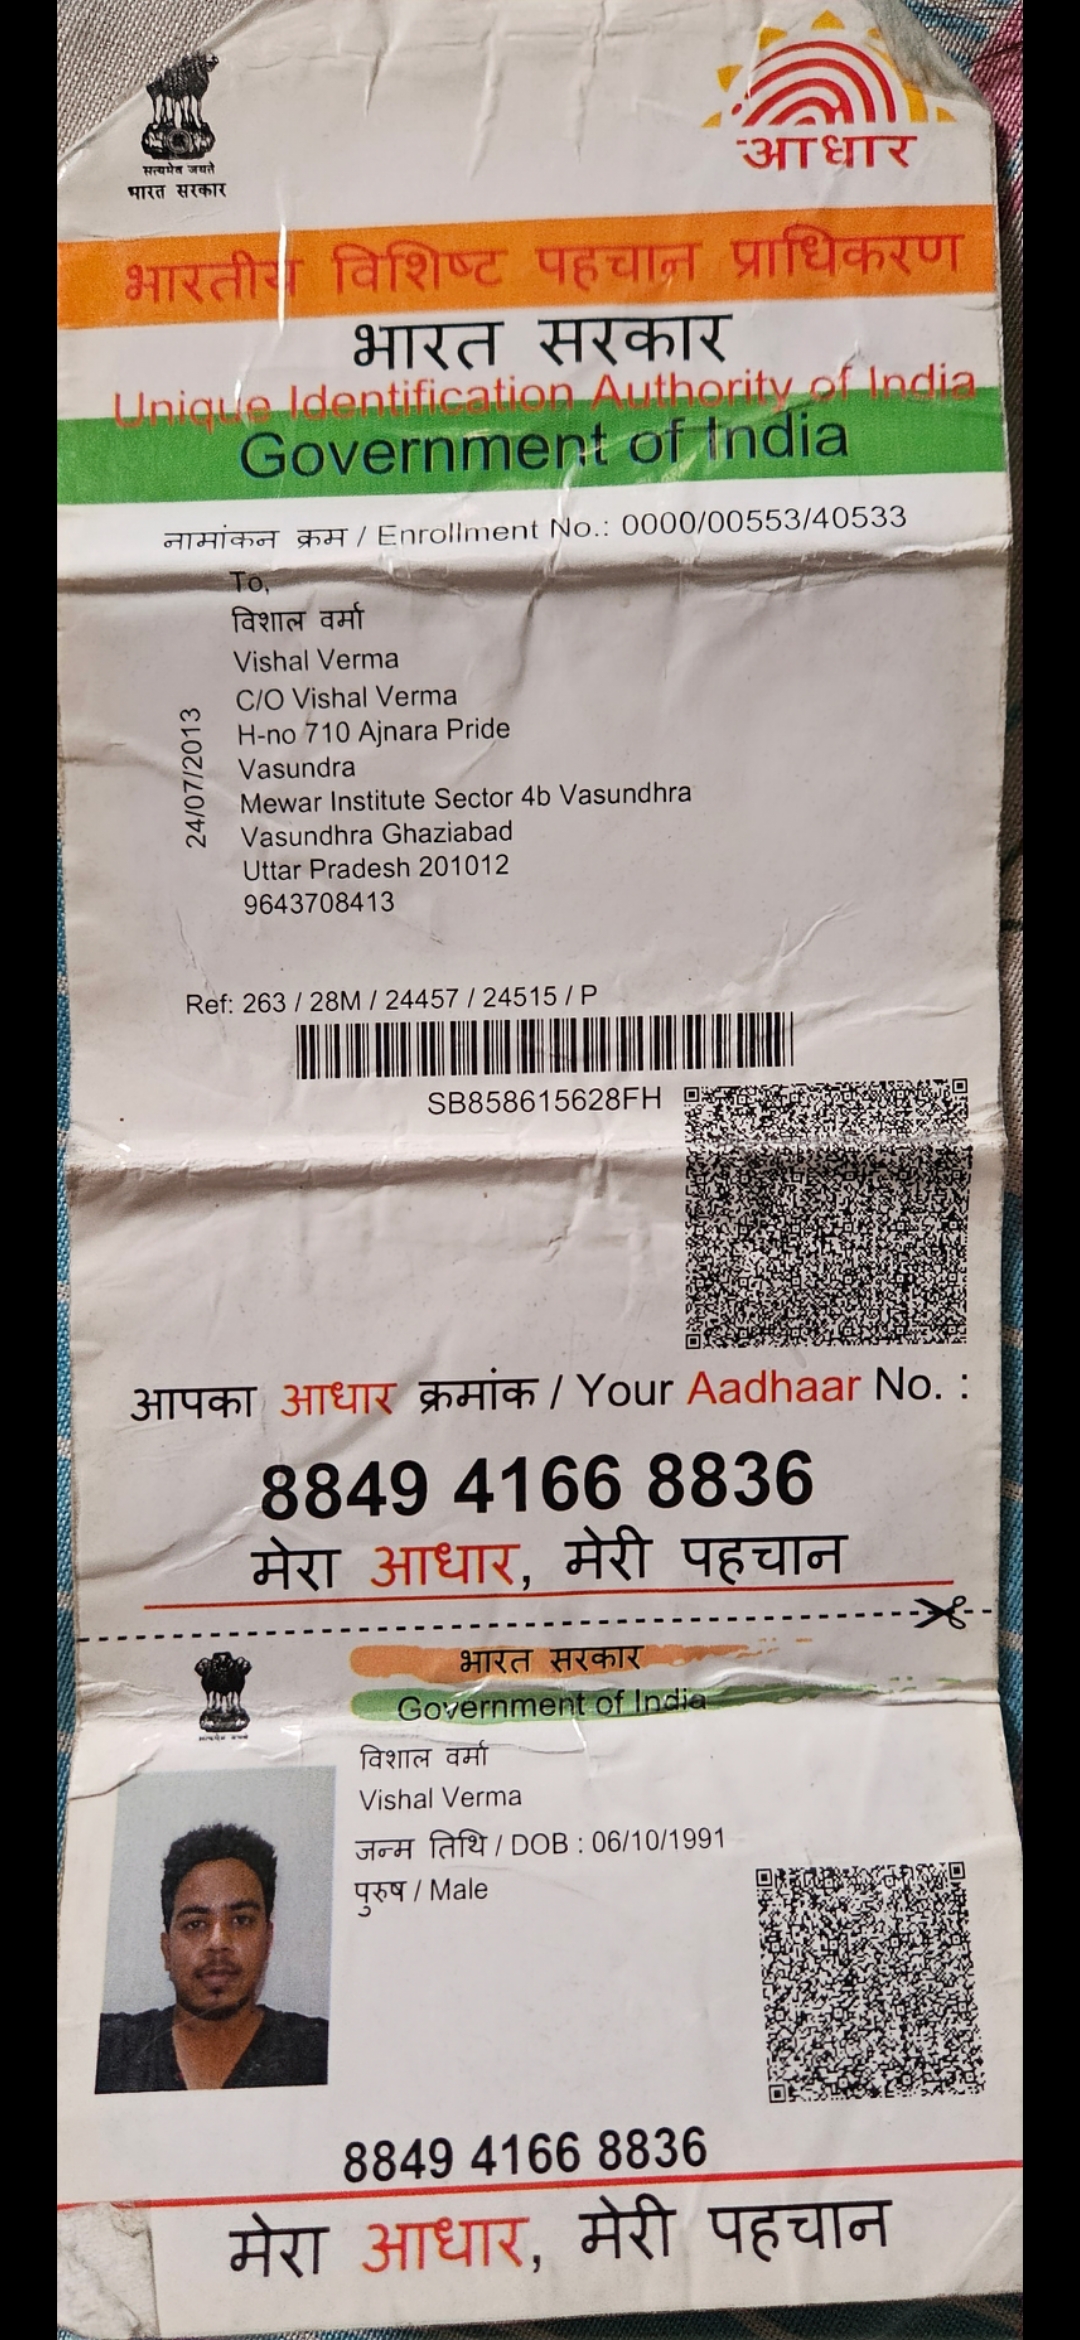 सत्यमेव जयते
भारत सरकार
आधार
भारतीय विशिष्ट पहचान प्राधिकरण
भारत सरकार
Unique Identification Authority of India
Government of India
नामांकन क्रम / Enrollment No.: 0000/00553/40533
To,
विशाल वर्मा
Vishal Verma
C/O Vishal Verma
H-no 710 Ajnara Pride
Vasundra
Mewar Institute Sector 4b Vasundhra
Vasundhra Ghaziabad
Uttar Pradesh 201012
9643708413
24/07/2013
Ref: 263 / 28M / 24457 / 24515 / P
SB858615628FH
आपका आधार क्रमांक / Your Aadhaar No. :
8849 4166 8836
मेरा आधार, मेरी पहचान
भारत सरकार
Government of India
विशाल वर्मा
Vishal Verma
जन्म तिथि / DOB : 06/10/1991
पुरुष / Male
8849 4166 8836
मेरा आधार, मेरी पहचान